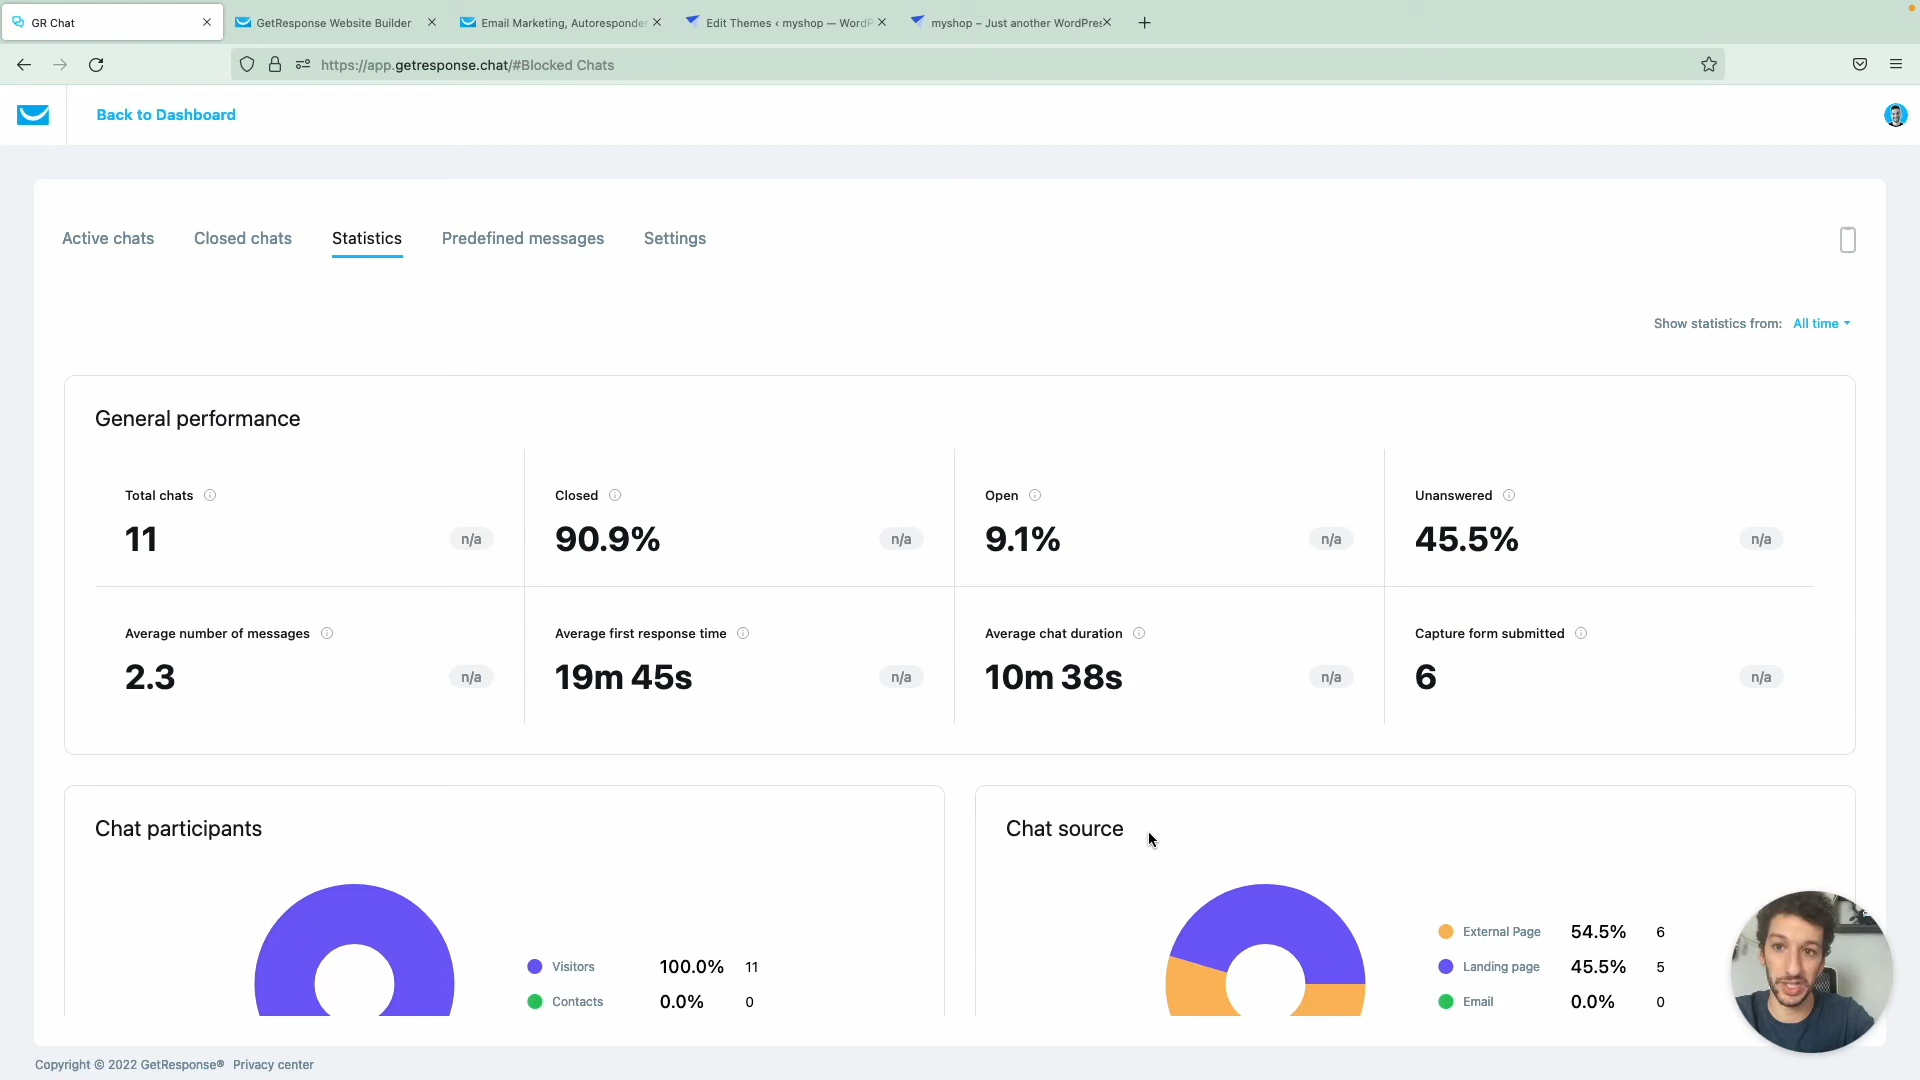 GR Chat
GetResponse Website Builder
Email Marketing, Autoresponder
Edit Themes ‹ myshop — WordP
myshop – Just another WordPres
https://app.getresponse.chat/#Blocked Chats
Back to Dashboard
Active chats
Closed chats
Statistics
Predefined messages
Settings
Show statistics from: All time
General performance
Total chats
11
n/a
Closed
90.9%
n/a
Open
9.1%
n/a
Unanswered
45.5%
n/a
Average number of messages
2.3
n/a
Average first response time
19m 45s
n/a
Average chat duration
10m 38s
n/a
Capture form submitted
6
n/a
Chat participants
Visitors 100.0% 11
Contacts 0.0% 0
Chat source
External Page 54.5% 6
Landing page 45.5% 5
Email 0.0% 0
Copyright © 2022 GetResponse® Privacy center